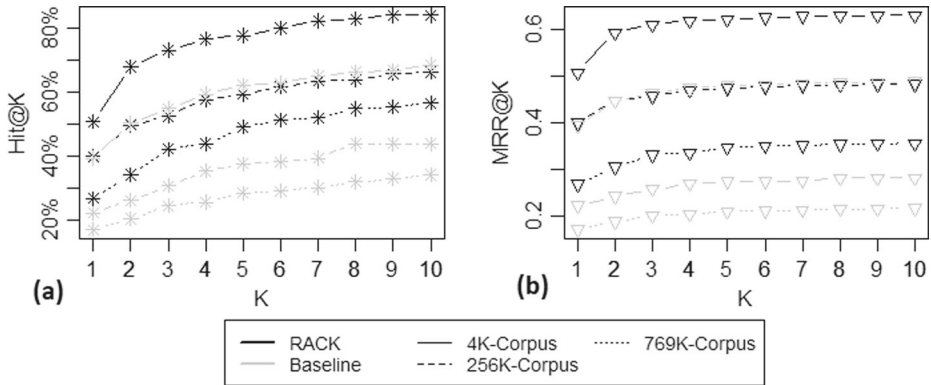 80%
60%
40%
20%
Hit@K
1 2 3 4 5 6 7 8 9 10
K
(a)
0.6
0.4
0.2
MRR@K
1 2 3 4 5 6 7 8 9 10
K
(b)
RACK 4K-Corpus 769K-Corpus
Baseline 256K-Corpus